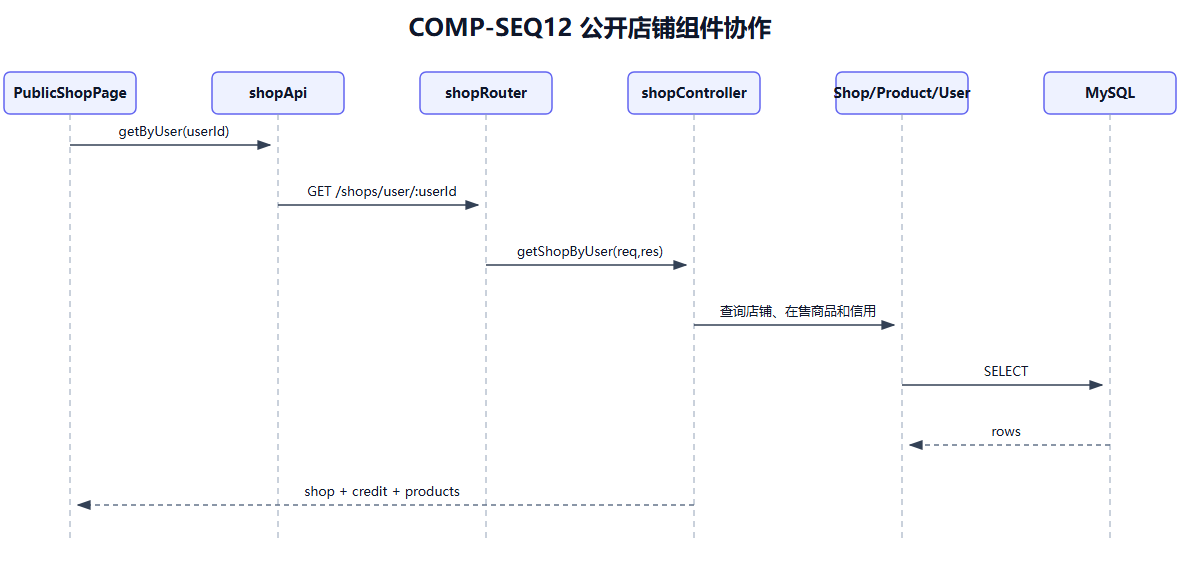 COMP-SEQ12 公开店铺组件协作
PublicShopPage
shopApi
shopRouter
shopController
Shop/Product/User
MySQL
getByUser(userId)
GET /shops/user/:userId
getShopByUser(req,res)
查询店铺、在售商品和信用
SELECT
rows
shop + credit + products